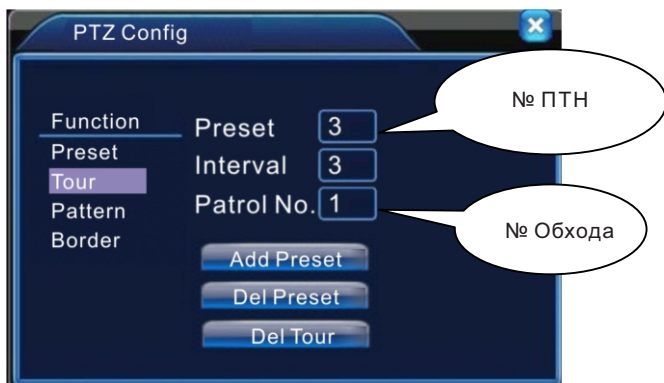 PTZ Config
Function
Preset
Tour
Pattern
Border
Preset 3
Interval 3
Patrol No. 1
Add Preset
Del Preset
Del Tour
№ ПТН
№ Обхода